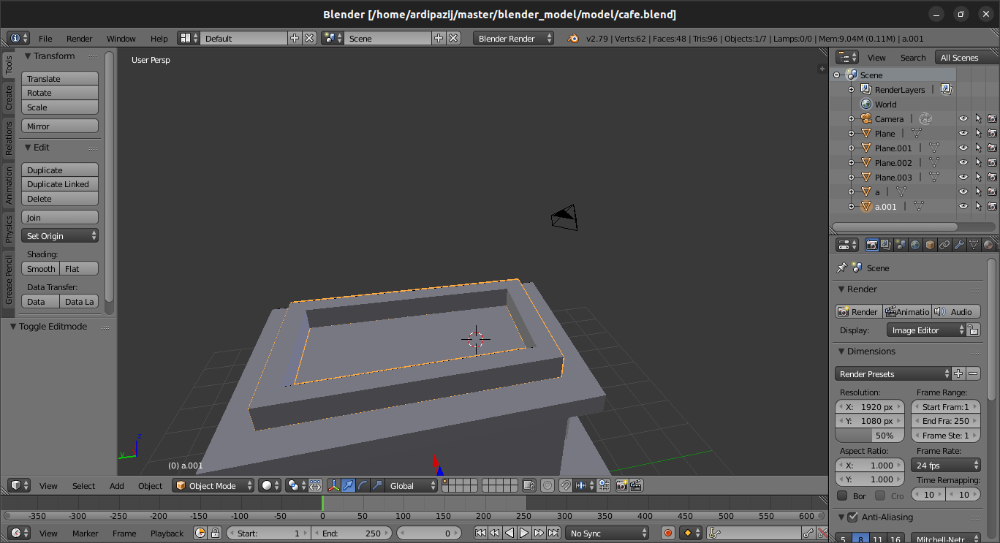 Blender [/home/ardipazij/master/blender_model/model/cafe.blend]
File Render Window Help Default Scene Blender Render v2.79 | Verts:62 | Faces:48 | Tris:96 | Objects:1/7 | Lamps:0/0 | Mem:9.04M (0.11M) | a.001
Tools
Create
Relations
Animation
Physics
Grease Pencil
Transform
Translate
Rotate
Scale
Mirror
Edit
Duplicate
Duplicate Linked
Delete
Join
Set Origin
Shading:
Smooth Flat
Data Transfer:
Data Data La
Toggle Editmode
User Persp
z
y
(0) a.001
View Select Add Object Object Mode Global
View Search All Scenes
Scene
RenderLayers |
World
Camera |
Plane |
Plane.001 |
Plane.002 |
Plane.003 |
a |
a.001 |
Scene
Render
Render Animatio Audio
Display: Image Editor
Dimensions
Render Presets
Resolution: Frame Range:
X: 1920 px Start Fram:1
Y: 1080 px End Fra: 250
50% Frame Ste: 1
Aspect Ratio: Frame Rate:
X: 1.000 24 fps
Y: 1.000 Time Remapping:
Bor Cro 10 10
Anti-Aliasing
5 8 11 16 Mitchell-Netr...
-350 -300 -250 -200 -150 -100 -50 0 50 100 150 200 250 300 350 400 450 500 550 600
View Marker Frame Playback Start: 1 End: 250 0 No Sync